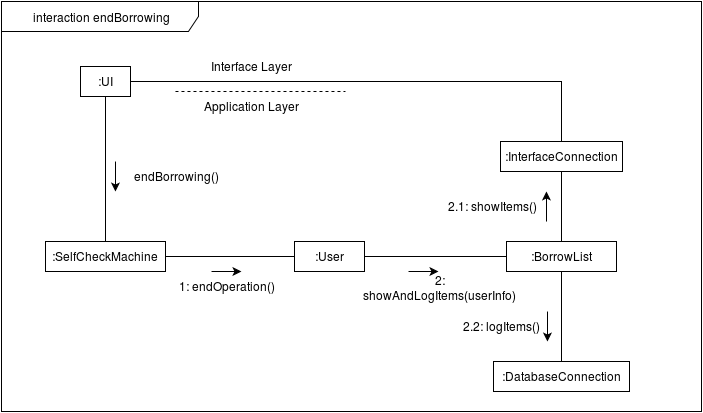 interaction endBorrowing
Interface Layer
:UI
Application Layer
:InterfaceConnection
endBorrowing()
2.1: showItems()
:SelfCheckMachine
:User
:BorrowList
1: endOperation()
2:
showAndLogItems(userInfo)
2.2: logItems()
:DatabaseConnection